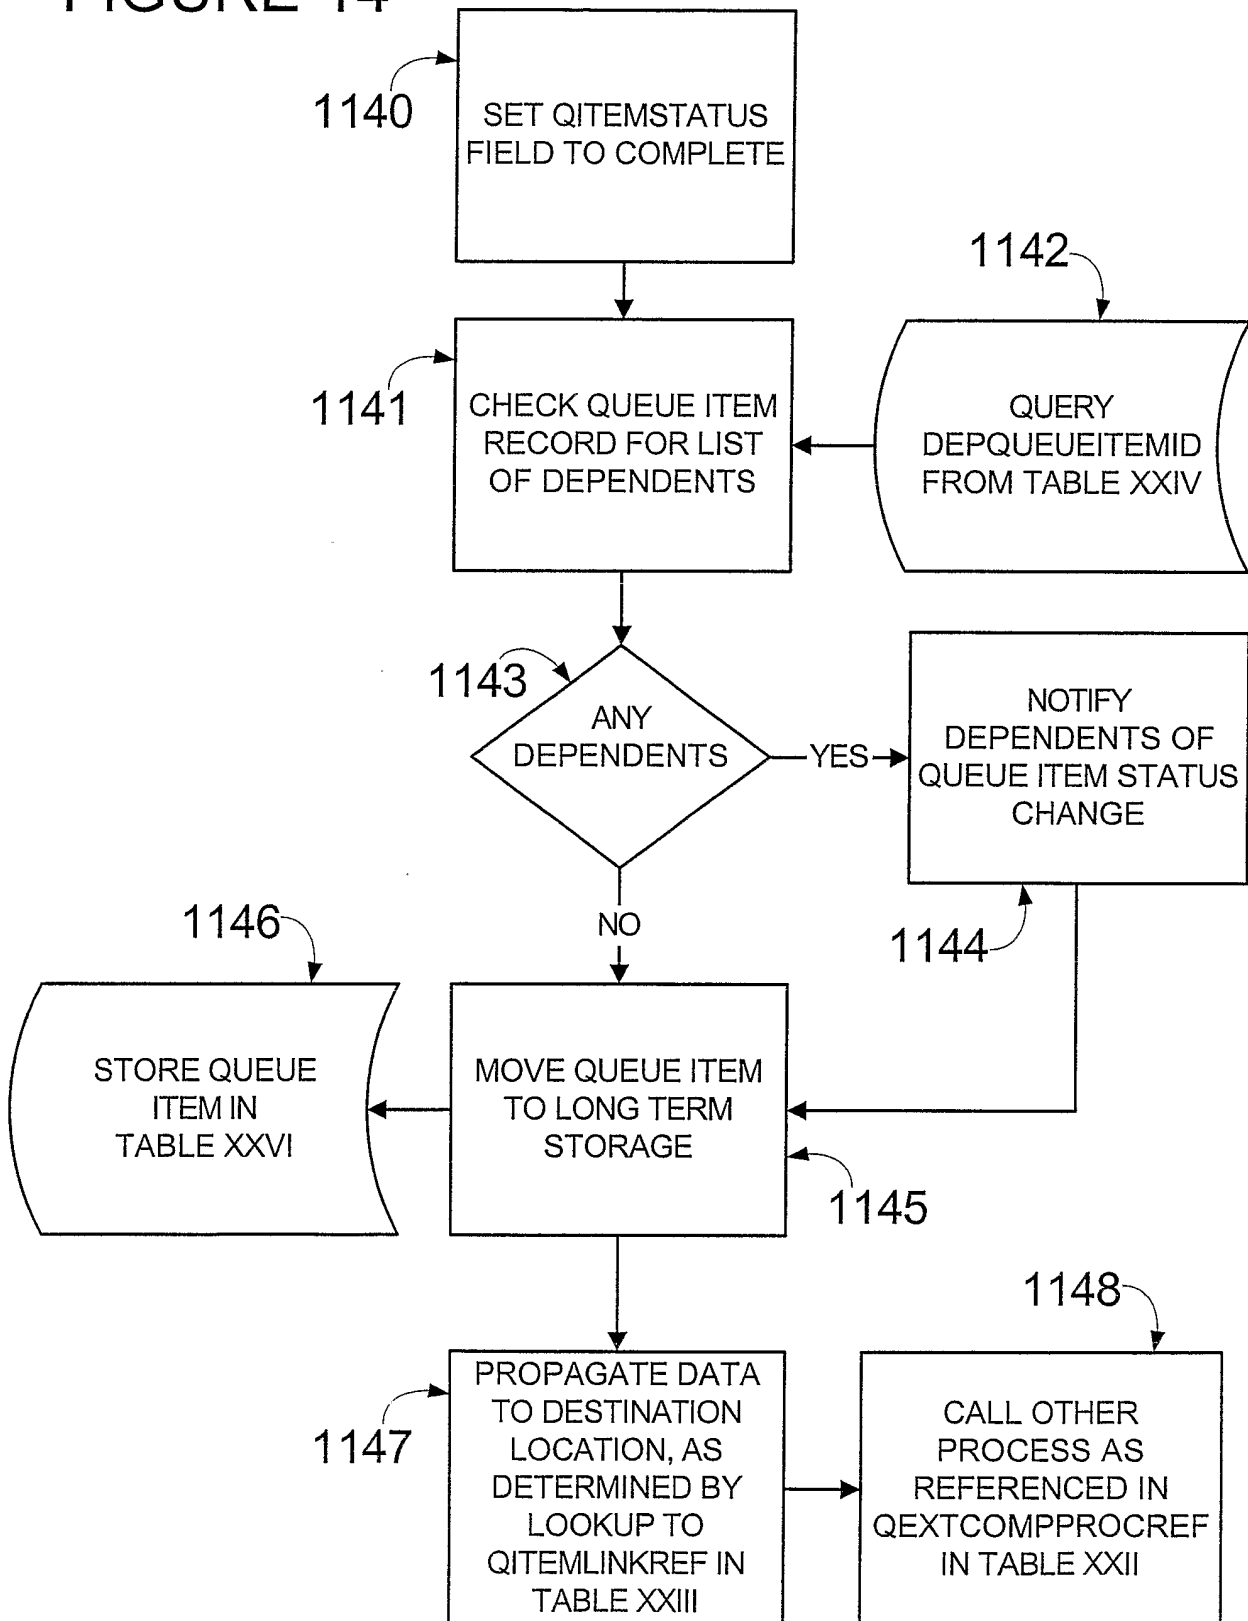 FIGURE 14
1140
SET QITEMSTATUS
FIELD TO COMPLETE
1142
1141
CHECK QUEUE ITEM
RECORD FOR LIST
OF DEPENDENTS
QUERY
DEPQUEUEITEMID
FROM TABLE XXIV
1143
ANY
DEPENDENTS
YES
NOTIFY
DEPENDENTS OF
QUEUE ITEM STATUS
CHANGE
1144
NO
1146
STORE QUEUE
ITEM IN
TABLE XXVI
MOVE QUEUE ITEM
TO LONG TERM
STORAGE
1145
1148
1147
PROPAGATE DATA
TO DESTINATION
LOCATION, AS
DETERMINED BY
LOOKUP TO
QITEMLINKREF IN
TABLE XXIII
CALL OTHER
PROCESS AS
REFERENCED IN
QEXTCOMPPROCREF
IN TABLE XXII